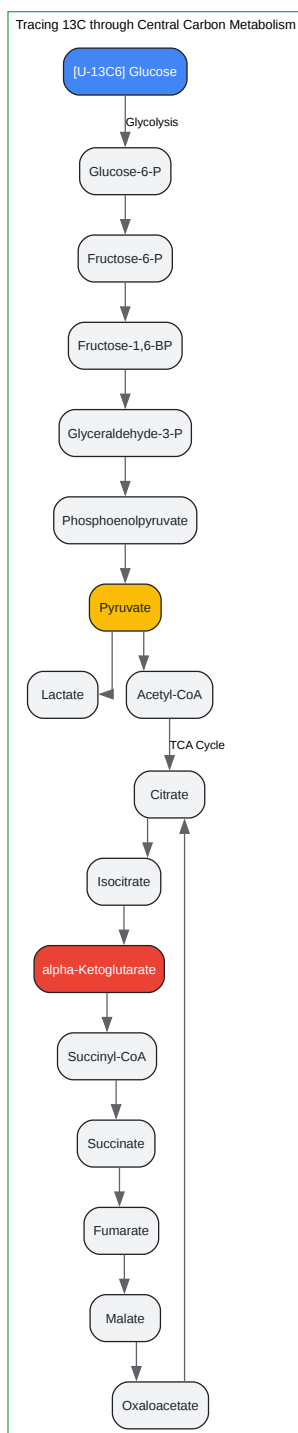 Tracing 13C through Central Carbon Metabolism
[U-13C6] Glucose
Glycolysis
Glucose-6-P
Fructose-6-P
Fructose-1,6-BP
Glyceraldehyde-3-P
Phosphoenolpyruvate
Pyruvate
Lactate
Acetyl-CoA
TCA Cycle
Citrate
Isocitrate
alpha-Ketoglutarate
Succinyl-CoA
Succinate
Fumarate
Malate
Oxaloacetate